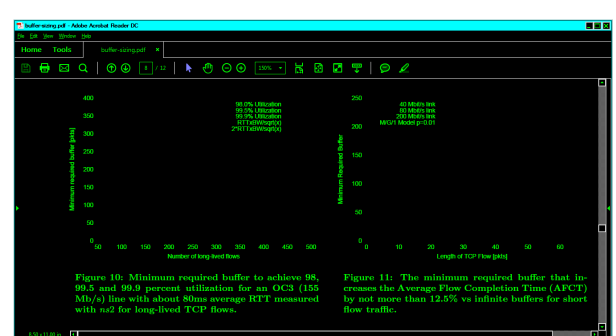 buffer-sizing.pdf - Adobe Acrobat Reader DC
File Edit View Window Help
Home Tools buffer-sizing.pdf ×
8 / 12 150%
400
350
300
250
200
150
100
50
0
Minimum required buffer [pkts]
98.0% Utilization
99.5% Utilization
99.9% Utilization
RTTxBW/sqrt(x)
2*RTTxBW/sqrt(x)
50 100 150 200 250 300 350 400 450 500
Number of long-lived flows
Figure 10: Minimum required buffer to achieve 98,
99.5 and 99.9 percent utilization for an OC3 (155
Mb/s) line with about 80ms average RTT measured
with ns2 for long-lived TCP flows.
250
200
150
100
50
0
Minimum Required Buffer
40 Mbit/s link
80 Mbit/s link
200 Mbit/s link
M/G/1 Model p=0.01
0 10 20 30 40 50 60
Length of TCP Flow [pkts]
Figure 11: The minimum required buffer that in-
creases the Average Flow Completion Time (AFCT)
by not more than 12.5% vs infinite buffers for short
flow traffic.
8.50 x 11.00 in